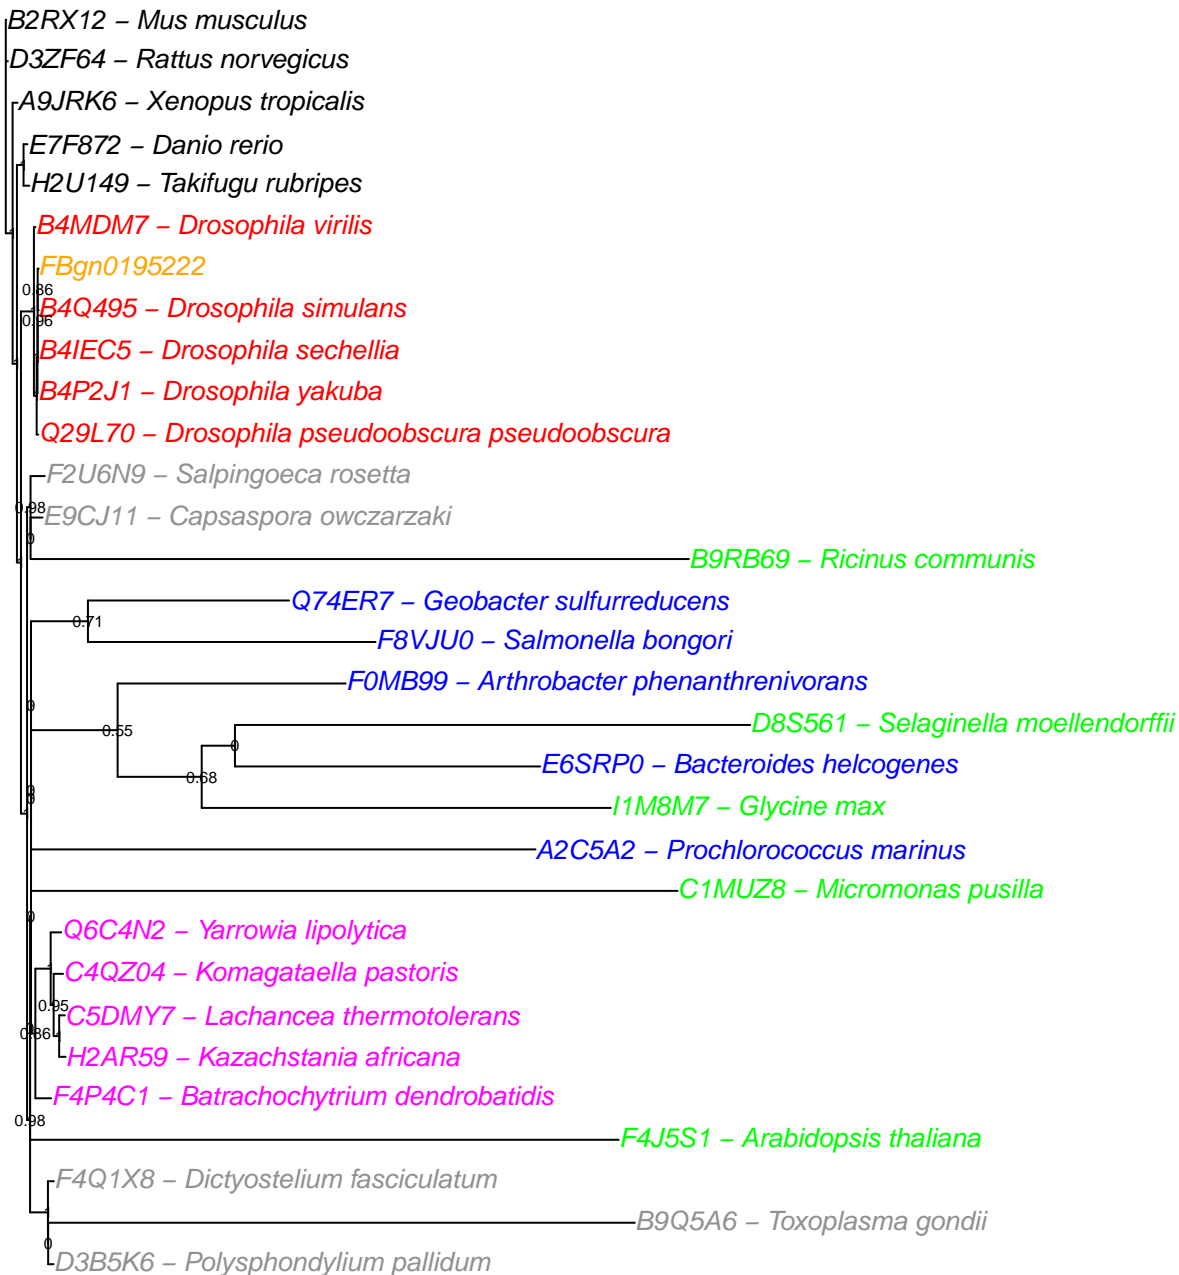 B2RX12 – Mus musculus
D3ZF64 – Rattus norvegicus
A9JRK6 – Xenopus tropicalis
E7F872 – Danio rerio
H2U149 – Takifugu rubripes
B4MDM7 – Drosophila virilis
FBgn0195222
0.86
B4Q495 – Drosophila simulans
0.96
B4IEC5 – Drosophila sechellia
B4P2J1 – Drosophila yakuba
Q29L70 – Drosophila pseudoobscura pseudoobscura
F2U6N9 – Salpingoeca rosetta
0.98
E9CJ11 – Capsaspora owczarzaki
0
B9RB69 – Ricinus communis
Q74ER7 – Geobacter sulfurreducens
0.71
F8VJU0 – Salmonella bongori
F0MB99 – Arthrobacter phenanthrenivorans
0
D8S561 – Selaginella moellendorffii
0.55
0
E6SRP0 – Bacteroides helcogenes
0.68
0
0
I1M8M7 – Glycine max
A2C5A2 – Prochlorococcus marinus
C1MUZ8 – Micromonas pusilla
0
Q6C4N2 – Yarrowia lipolytica
C4QZ04 – Komagataella pastoris
0.95
C5DMY7 – Lachancea thermotolerans
0.86
H2AR59 – Kazachstania africana
F4P4C1 – Batrachochytrium dendrobatidis
0.98
F4J5S1 – Arabidopsis thaliana
F4Q1X8 – Dictyostelium fasciculatum
B9Q5A6 – Toxoplasma gondii
0
D3B5K6 – Polysphondylium pallidum